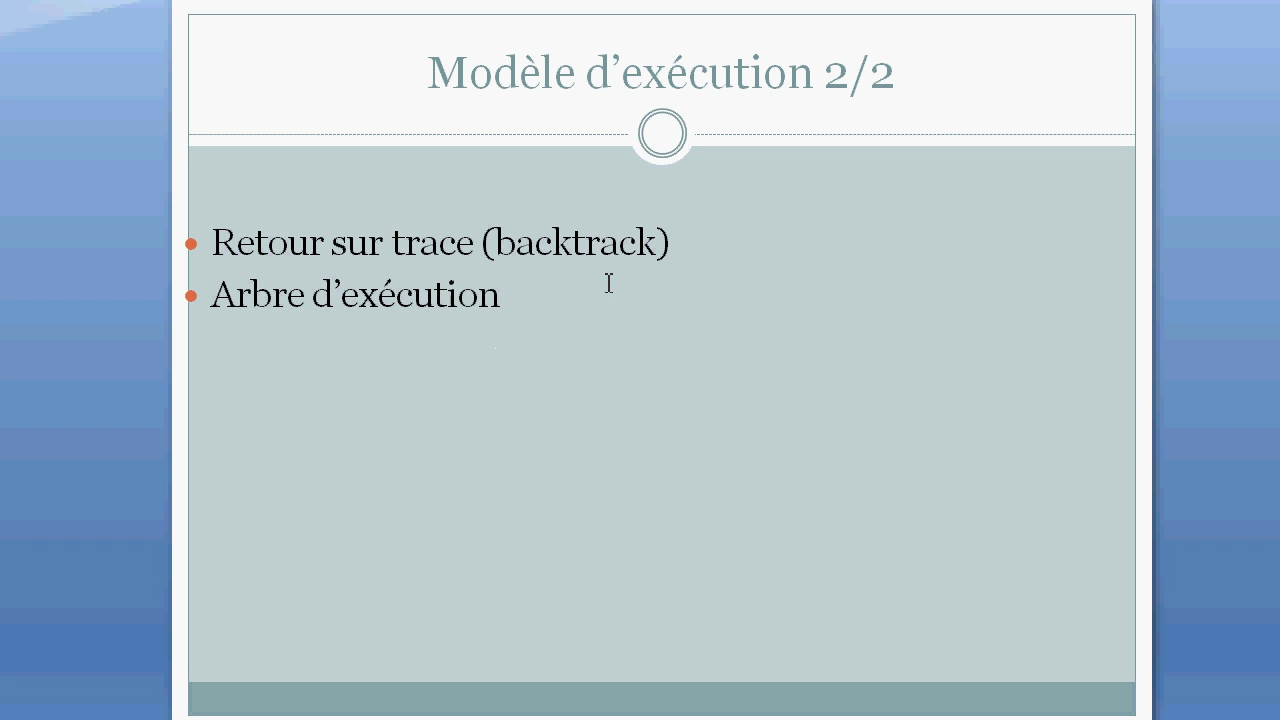 Modèle d’exécution 2/2
Retour sur trace (backtrack)
Arbre d’exécution